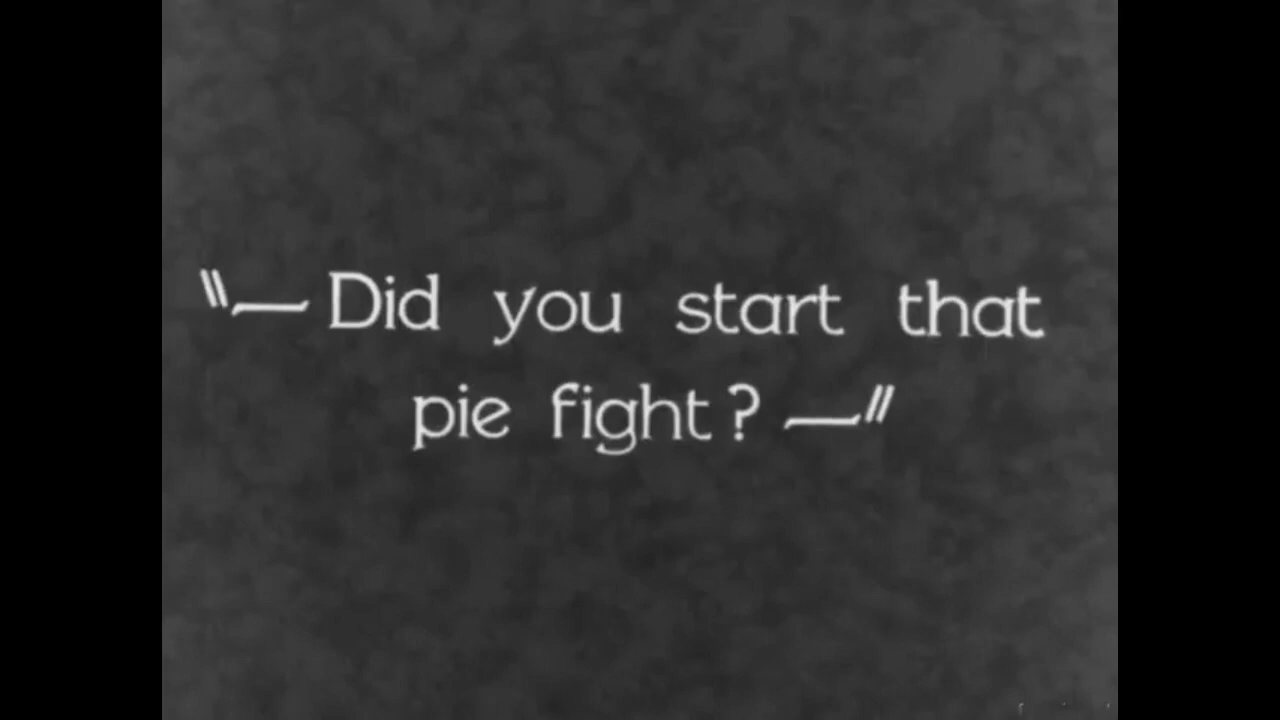 "— Did you start that
pie fight? —"